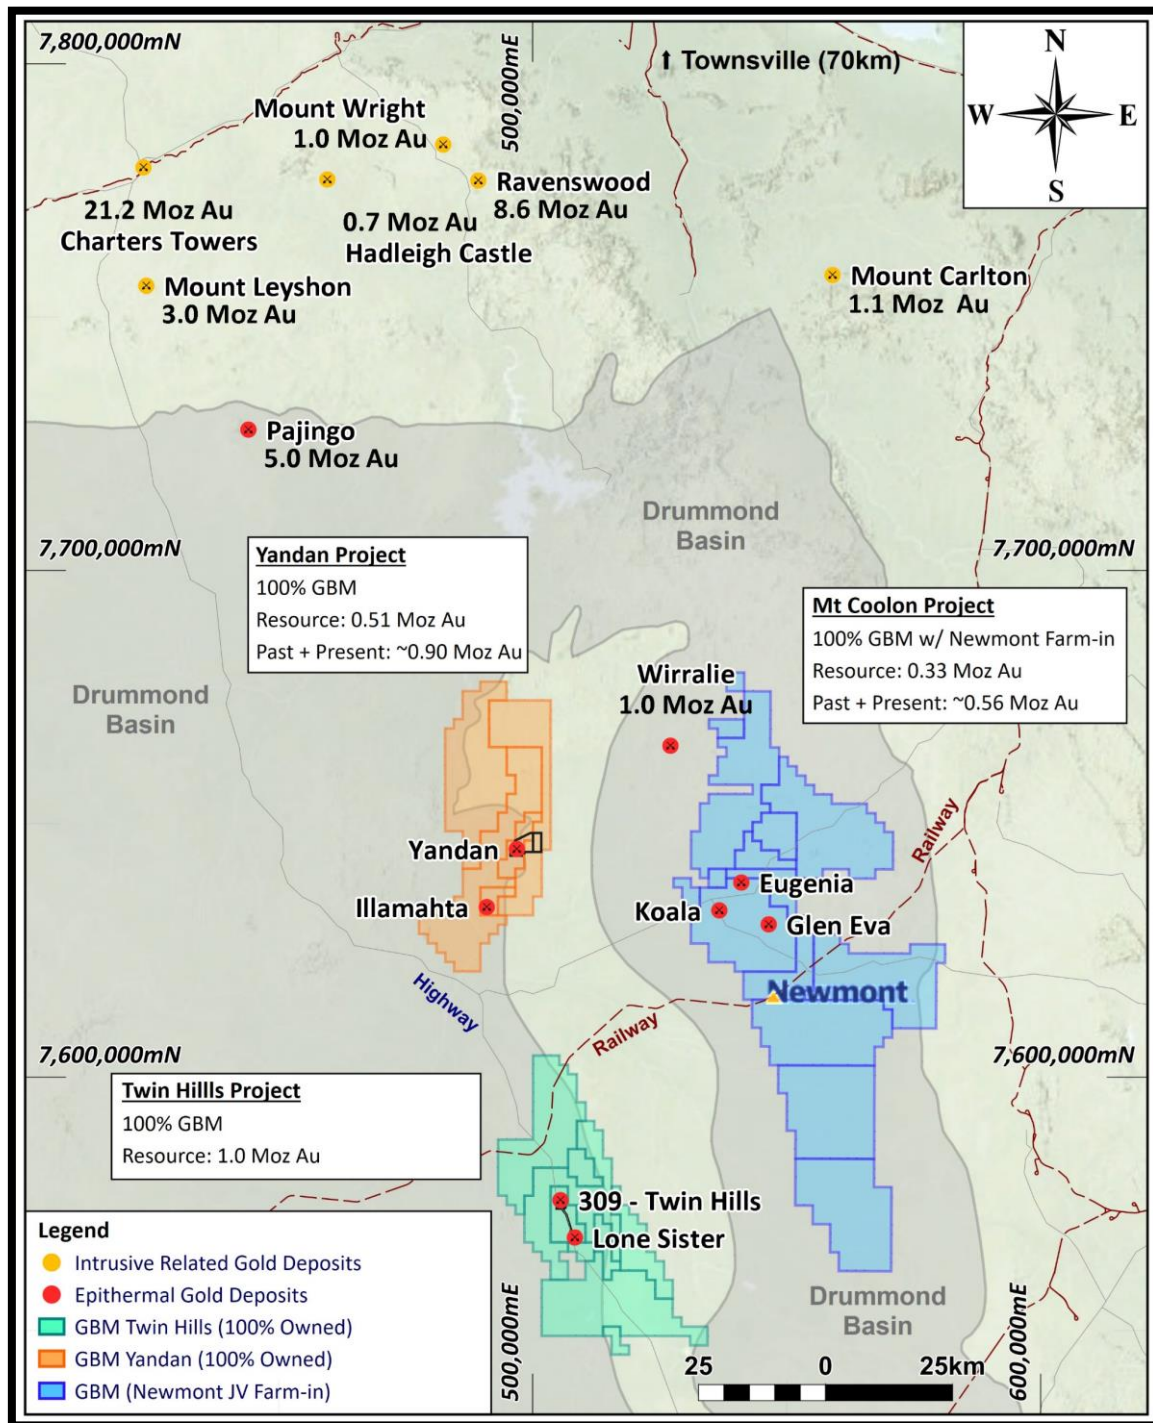 7,800,000mN
500,000mE
Townsville (70km)
N
W E
S
Mount Wright
1.0 Moz Au
Ravenswood
8.6 Moz Au
21.2 Moz Au
Charters Towers
0.7 Moz Au
Hadleigh Castle
Mount Leyshon
3.0 Moz Au
Mount Carlton
1.1 Moz Au
Pajingo
5.0 Moz Au
Drummond
Basin
7,700,000mN
7,700,000mN
Yandan Project
100% GBM
Resource: 0.51 Moz Au
Past + Present: ~0.90 Moz Au
Mt Coolon Project
100% GBM w/ Newmont Farm-in
Resource: 0.33 Moz Au
Past + Present: ~0.56 Moz Au
Drummond
Basin
Wirralie
1.0 Moz Au
Railway
Yandan
Illamahta
Eugenia
Koala
Glen Eva
Highway
Newmont
Railway
7,600,000mN
7,600,000mN
Twin Hillls Project
100% GBM
Resource: 1.0 Moz Au
309 - Twin Hills
Lone Sister
Legend
Intrusive Related Gold Deposits
Epithermal Gold Deposits
GBM Twin Hills (100% Owned)
GBM Yandan (100% Owned)
GBM (Newmont JV Farm-in)
500,000mE
Drummond
Basin
600,000mE
25 0 25km